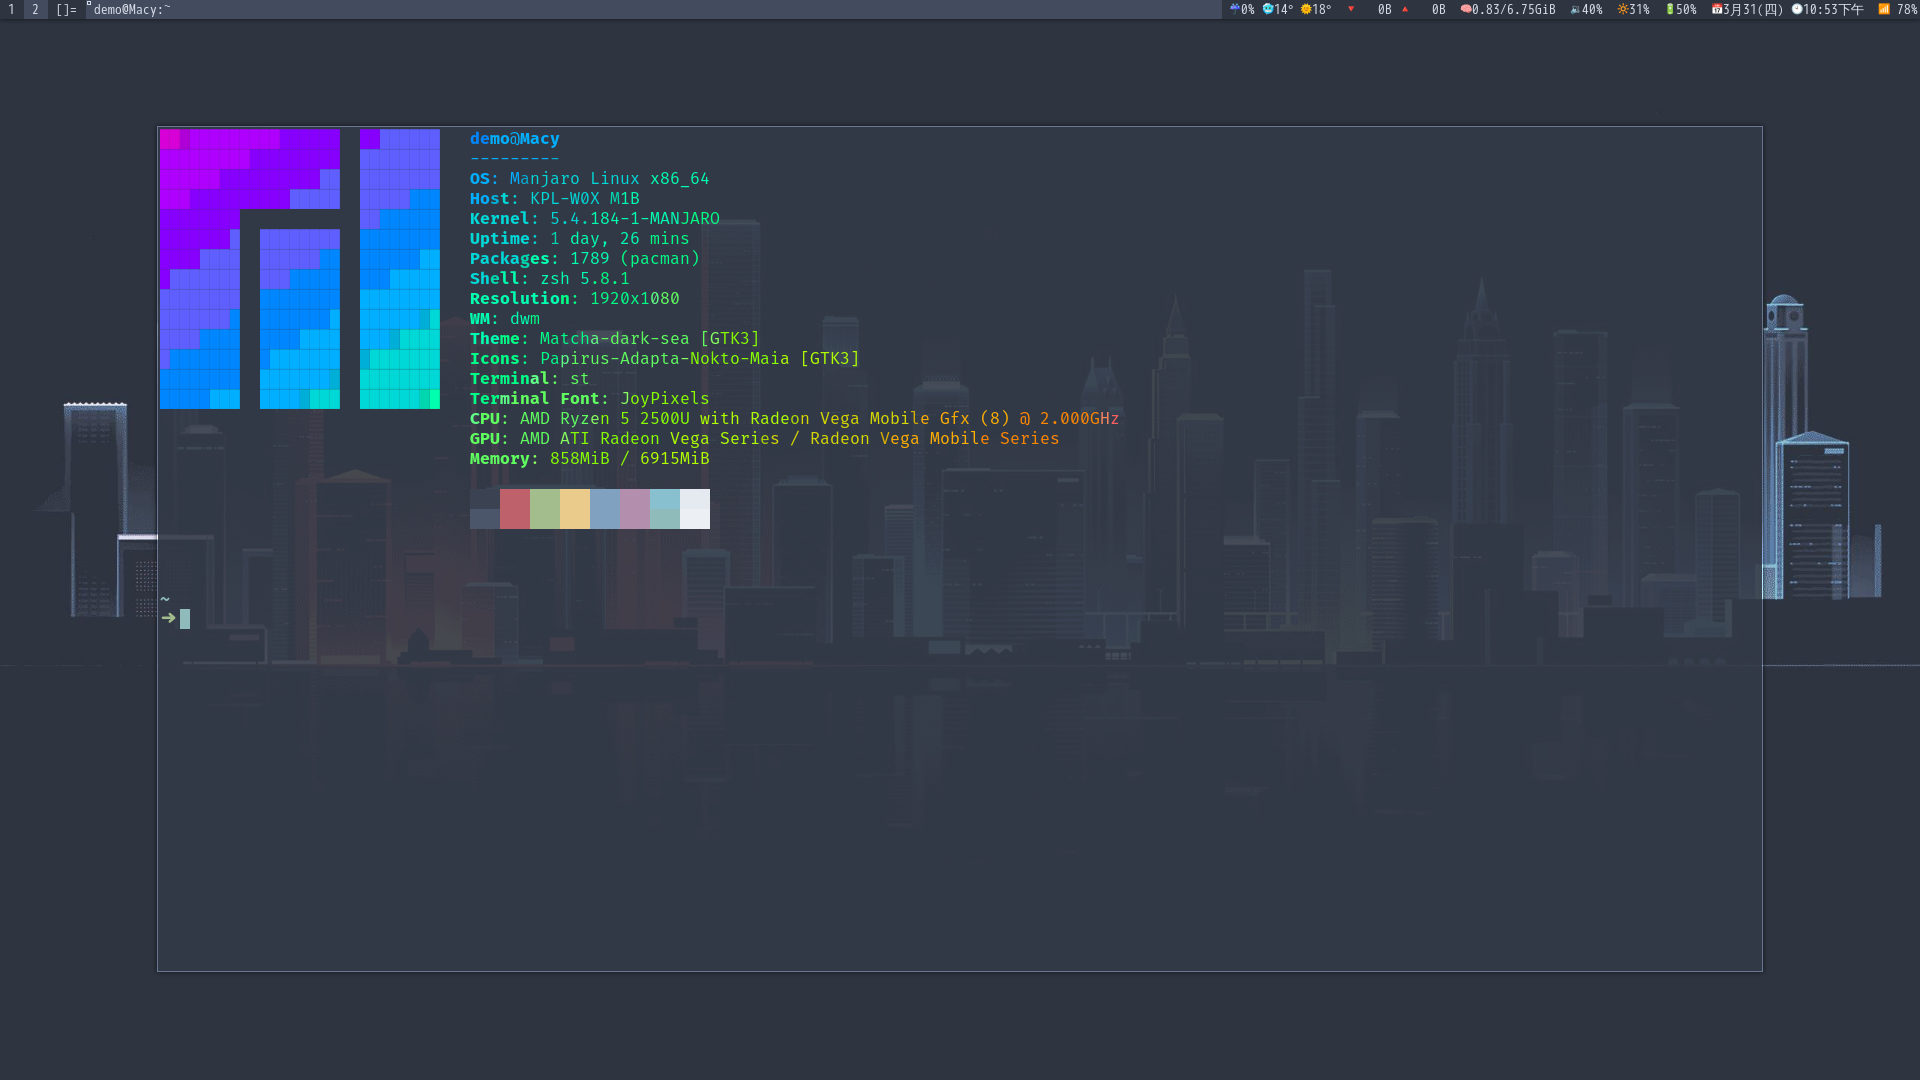 1 2 []= demo@Macy:~ ☔0% 🥶14° 🌞18° 🔻 0B 🔺 0B 🧠0.83/6.75GiB 🔉40% 🔆31% 🔋50% 📅3月31(四) 🕙10:53下午 📶 78%
demo@Macy
---------
OS: Manjaro Linux x86_64
Host: KPL-W0X M1B
Kernel: 5.4.184-1-MANJARO
Uptime: 1 day, 26 mins
Packages: 1789 (pacman)
Shell: zsh 5.8.1
Resolution: 1920x1080
WM: dwm
Theme: Matcha-dark-sea [GTK3]
Icons: Papirus-Adapta-Nokto-Maia [GTK3]
Terminal: st
Terminal Font: JoyPixels
CPU: AMD Ryzen 5 2500U with Radeon Vega Mobile Gfx (8) @ 2.000GHz
GPU: AMD ATI Radeon Vega Series / Radeon Vega Mobile Series
Memory: 858MiB / 6915MiB
~
➜